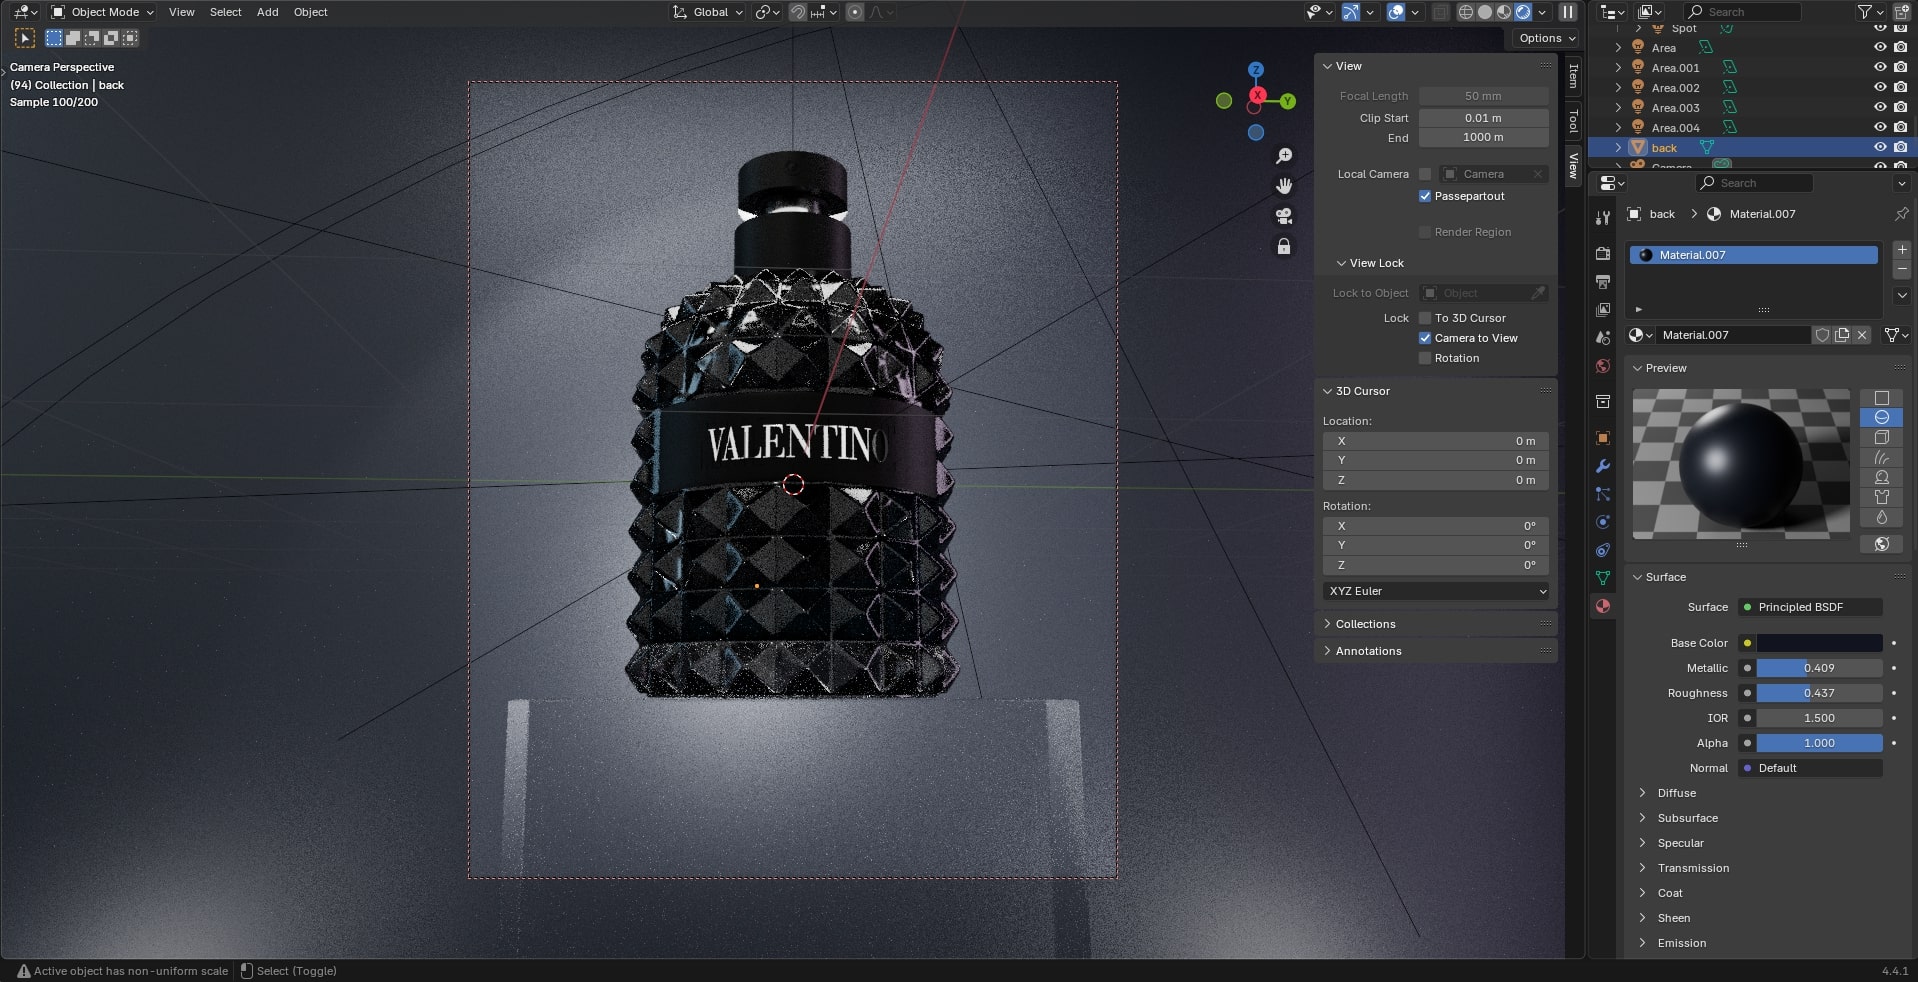 Object Mode
View
Select
Add
Object
Global
Options
Camera Perspective
(94) Collection | back
Sample 100/200
VALENTINO
View
Focal Length 50 mm
Clip Start 0.01 m
End 1000 m
Local Camera Camera
Passepartout
Render Region
View Lock
Lock to Object Object
Lock To 3D Cursor
Camera to View
Rotation
3D Cursor
Location:
X 0 m
Y 0 m
Z 0 m
Rotation:
X 0°
Y 0°
Z 0°
XYZ Euler
Collections
Annotations
Item
Tool
View
Z
X
Y
Search
Spot
Area
Area.001
Area.002
Area.003
Area.004
back
Camera
Search
back > Material.007
Material.007
Material.007
Preview
Surface
Surface Principled BSDF
Base Color
Metallic 0.409
Roughness 0.437
IOR 1.500
Alpha 1.000
Normal Default
Diffuse
Subsurface
Specular
Transmission
Coat
Sheen
Emission
Active object has non-uniform scale
Select (Toggle)
4.4.1